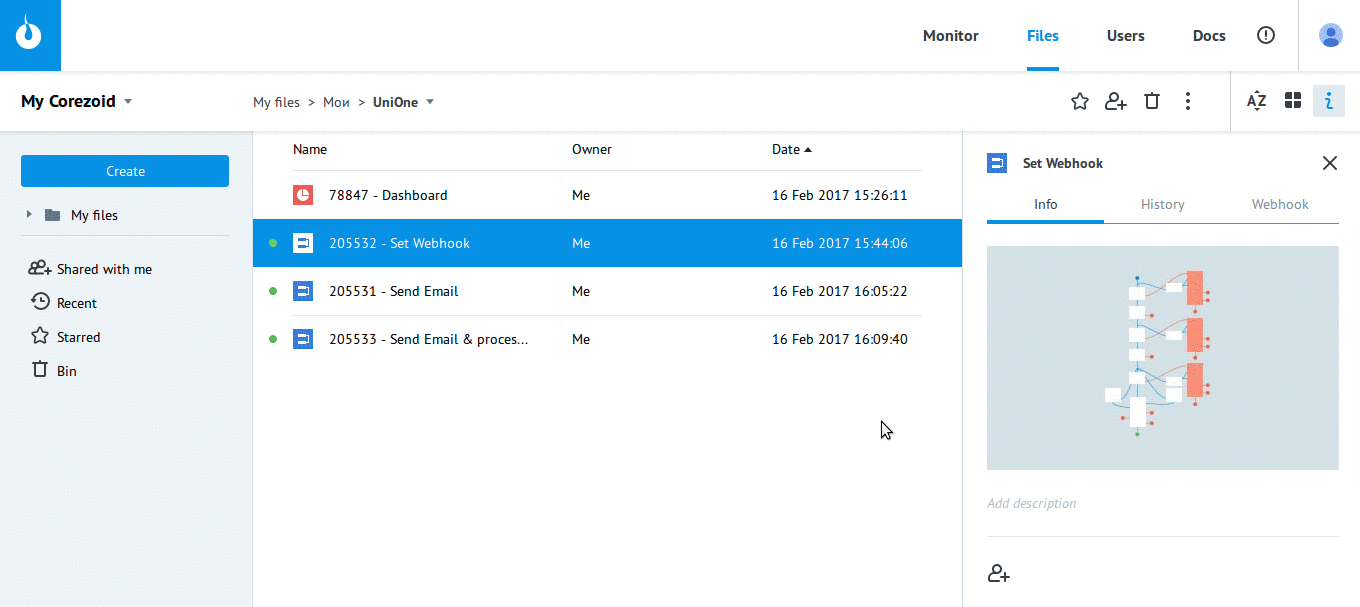 Monitor Files Users Docs
My Corezoid My files > Мои > UniOne AZ
Create
My files
Shared with me
Recent
Starred
Bin
Name Owner Date
78847 - Dashboard Me 16 Feb 2017 15:26:11
205532 - Set Webhook Me 16 Feb 2017 15:44:06
205531 - Send Email Me 16 Feb 2017 16:05:22
205533 - Send Email & proces... Me 16 Feb 2017 16:09:40
Set Webhook
Info History Webhook
Add description